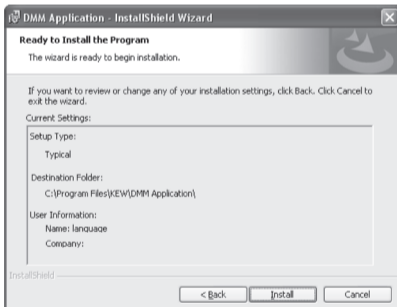 DMM Application - InstallShield Wizard
Ready to Install the Program
The wizard is ready to begin installation.
If you want to review or change any of your installation settings, click Back. Click Cancel to
exit the wizard.
Current Settings:
Setup Type:
Typical
Destination Folder:
C:\Program Files\KEW\DMM Application\
User Information:
Name: language
Company:
InstallShield
< Back
Install
Cancel